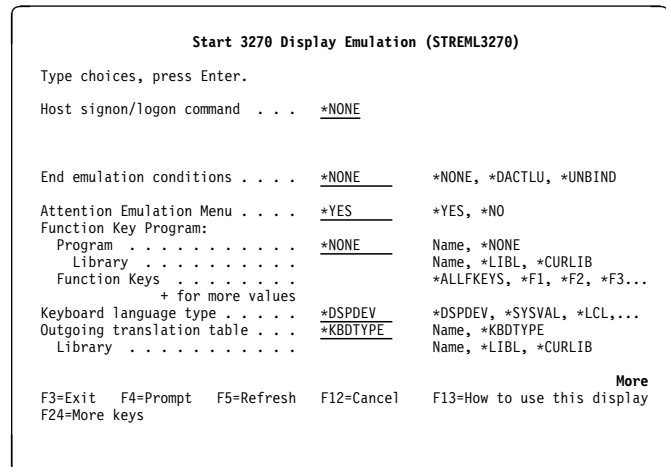 Start 3270 Display Emulation (STREML3270)
Type choices, press Enter.
Host signon/logon command . . . *NONE
End emulation conditions . . . . *NONE *NONE, *DACTLU, *UNBIND
Attention Emulation Menu . . . . *YES *YES, *NO
Function Key Program:
Program . . . . . . . . . . . *NONE Name, *NONE
Library . . . . . . . . . . Name, *LIBL, *CURLIB
Function Keys . . . . . . . . *ALLFKEYS, *F1, *F2, *F3...
+ for more values
Keyboard language type . . . . . *DSPDEV *DSPDEV, *SYSVAL, *LCL,...
Outgoing translation table . . . *KBDTYPE Name, *KBDTYPE
Library . . . . . . . . . . . Name, *LIBL, *CURLIB
More
F3=Exit F4=Prompt F5=Refresh F12=Cancel F13=How to use this display
F24=More keys